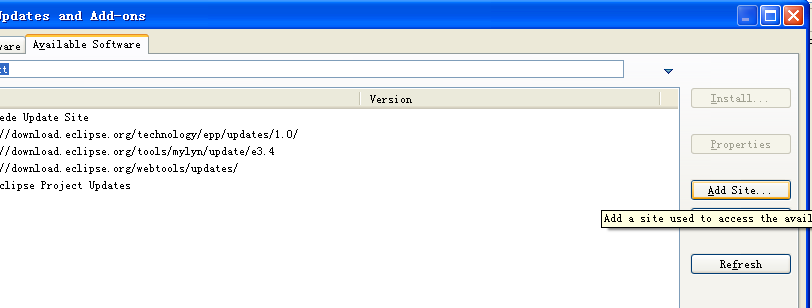 Updates and Add-ons
ware
Available Software
Version
Install...
ede Update Site
//download.eclipse.org/technology/epp/updates/1.0/
Properties
//download.eclipse.org/tools/mylyn/update/e3.4
//download.eclipse.org/webtools/updates/
clipse Project Updates
Add Site...
Add a site used to access the avail
Refresh